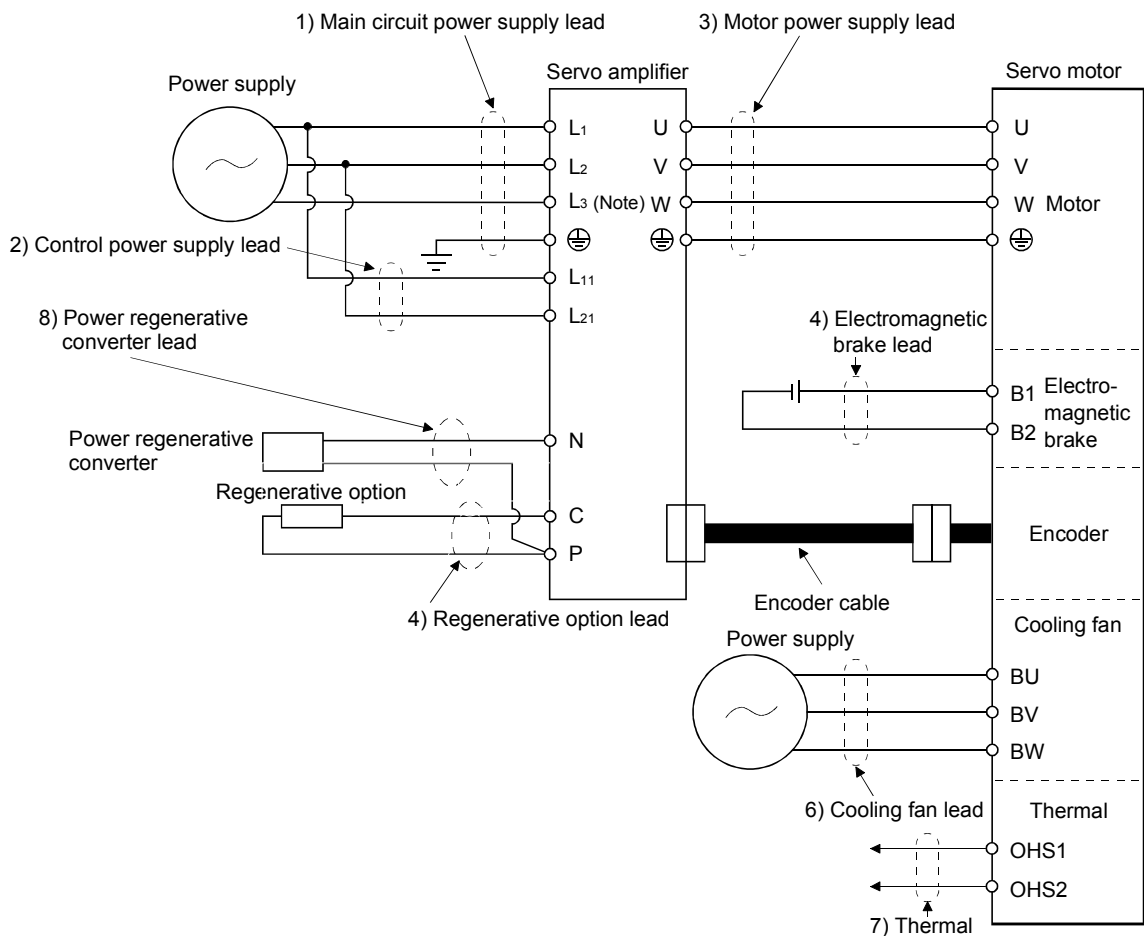 1) Main circuit power supply lead
3) Motor power supply lead
Servo amplifier
Servo motor
Power supply
L1
U
U
L2
V
V
L3 (Note)
W
W
Motor
2) Control power supply lead
L11
L21
8) Power regenerative
converter lead
4) Electromagnetic
brake lead
B1
B2
Electro-
magnetic
brake
Power regenerative
converter
N
Regenerative option
C
P
Encoder
4) Regenerative option lead
Encoder cable
Power supply
Cooling fan
BU
BV
BW
6) Cooling fan lead
Thermal
OHS1
OHS2
7) Thermal